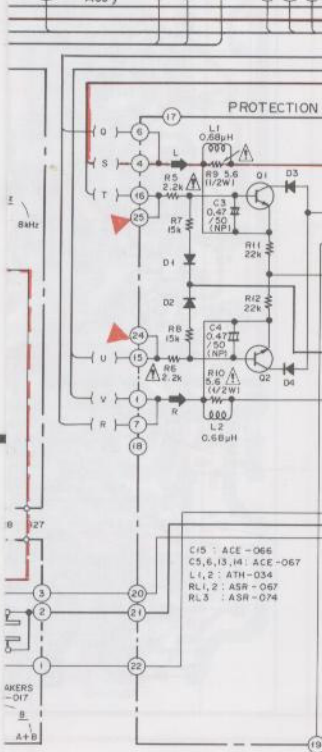 17
PROTECTION
L1
0.68µH
Q
6
S
4
L
R9 5.6
(1/2W)
Q1
D3
R5
2.2k
T
16
25
C3
0.47
/50
(NP)
R7
15k
R11
22k
8kHz
D1
D2
R12
22k
24
R8
15k
C4
0.47
/50
(NP)
U
15
R6
2.2k
Q2
D4
R10
5.6
(1/2W)
V
1
R
R
7
L2
0.68µH
18
B
127
C15 : ACE-066
C5,6,13,14: ACE-067
L1,2 : ATH-034
RL1,2 : ASR-067
RL3 : ASR-074
3
20
2
21
1
22
AKERS
-017
B
A+B
19